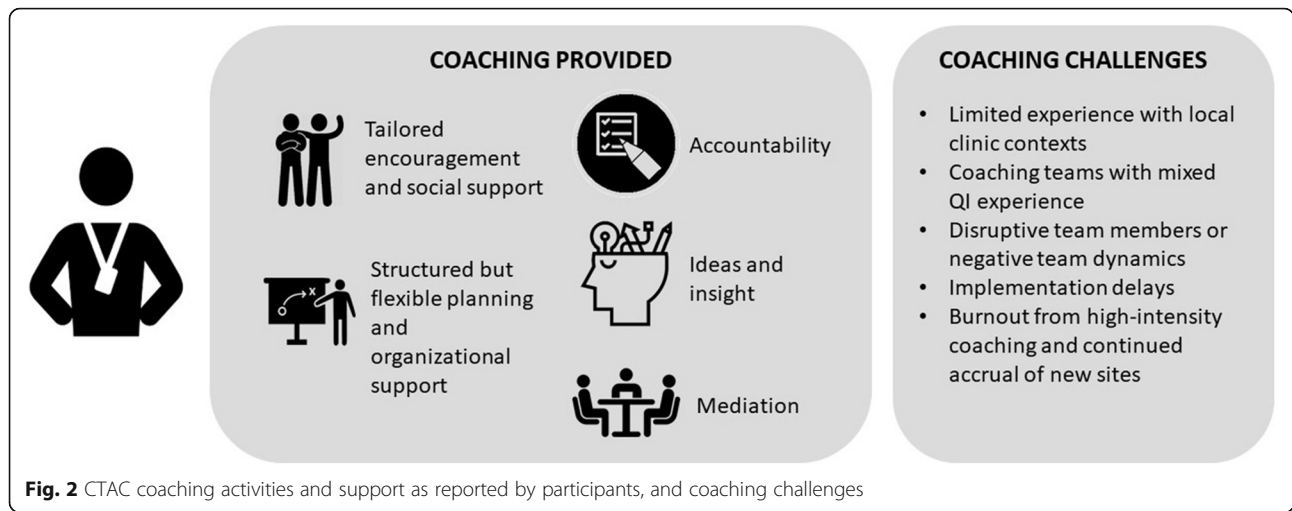 COACHING PROVIDED
Tailored
encouragement
and social support
Structured but
flexible planning
and
organizational
support
Accountability
Ideas and
insight
Mediation
COACHING CHALLENGES
• Limited experience with local
clinic contexts
• Coaching teams with mixed
QI experience
• Disruptive team members or
negative team dynamics
• Implementation delays
• Burnout from high-intensity
coaching and continued
accrual of new sites
Fig. 2 CTAC coaching activities and support as reported by participants, and coaching challenges